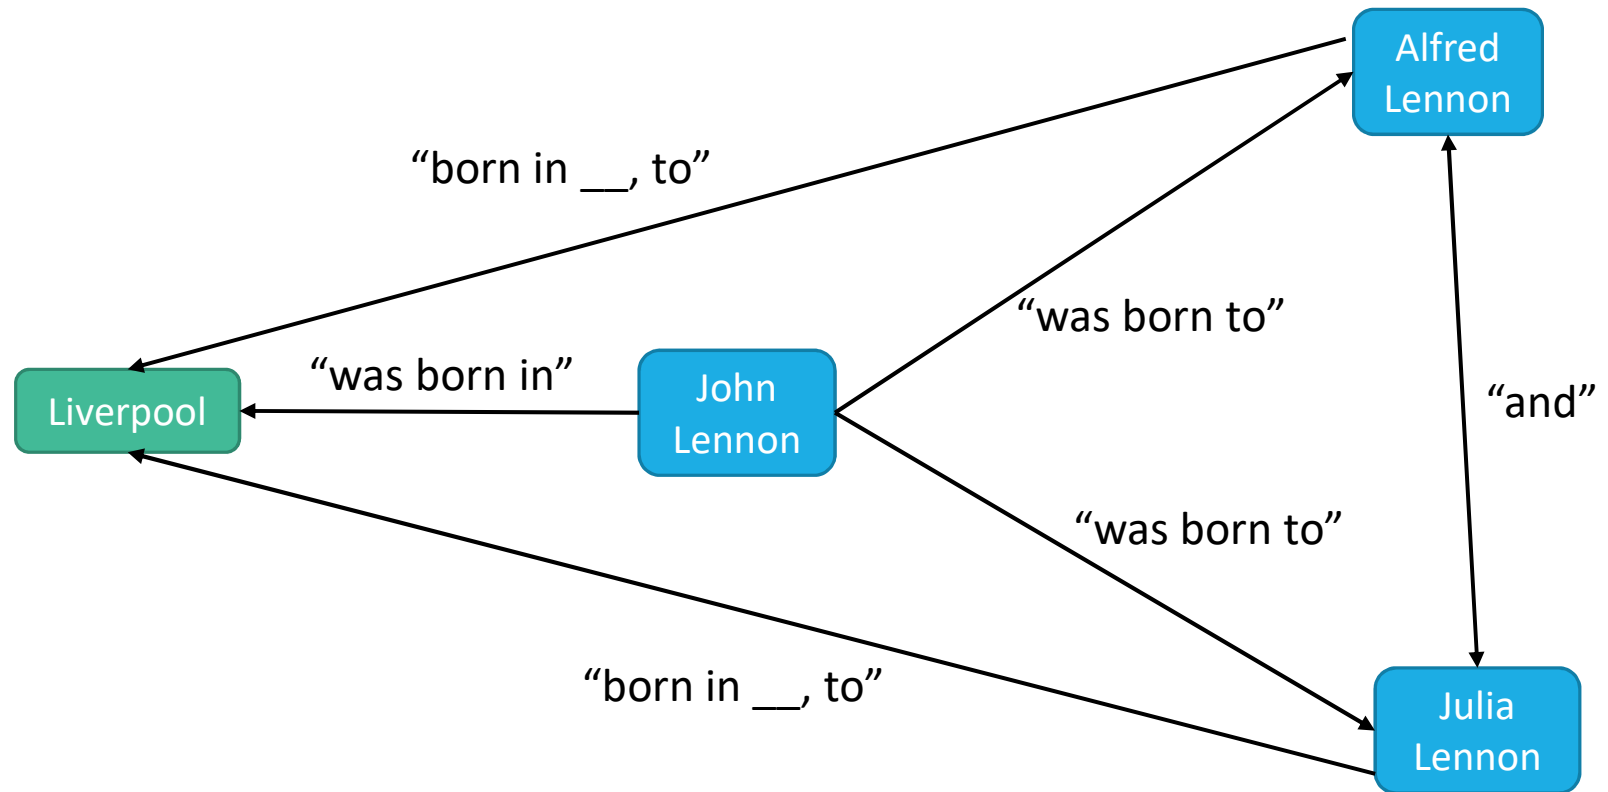 Alfred
Lennon
“born in __, to”
“was born to”
“was born in”
Liverpool
John
Lennon
“and”
“was born to”
“born in __, to”
Julia
Lennon